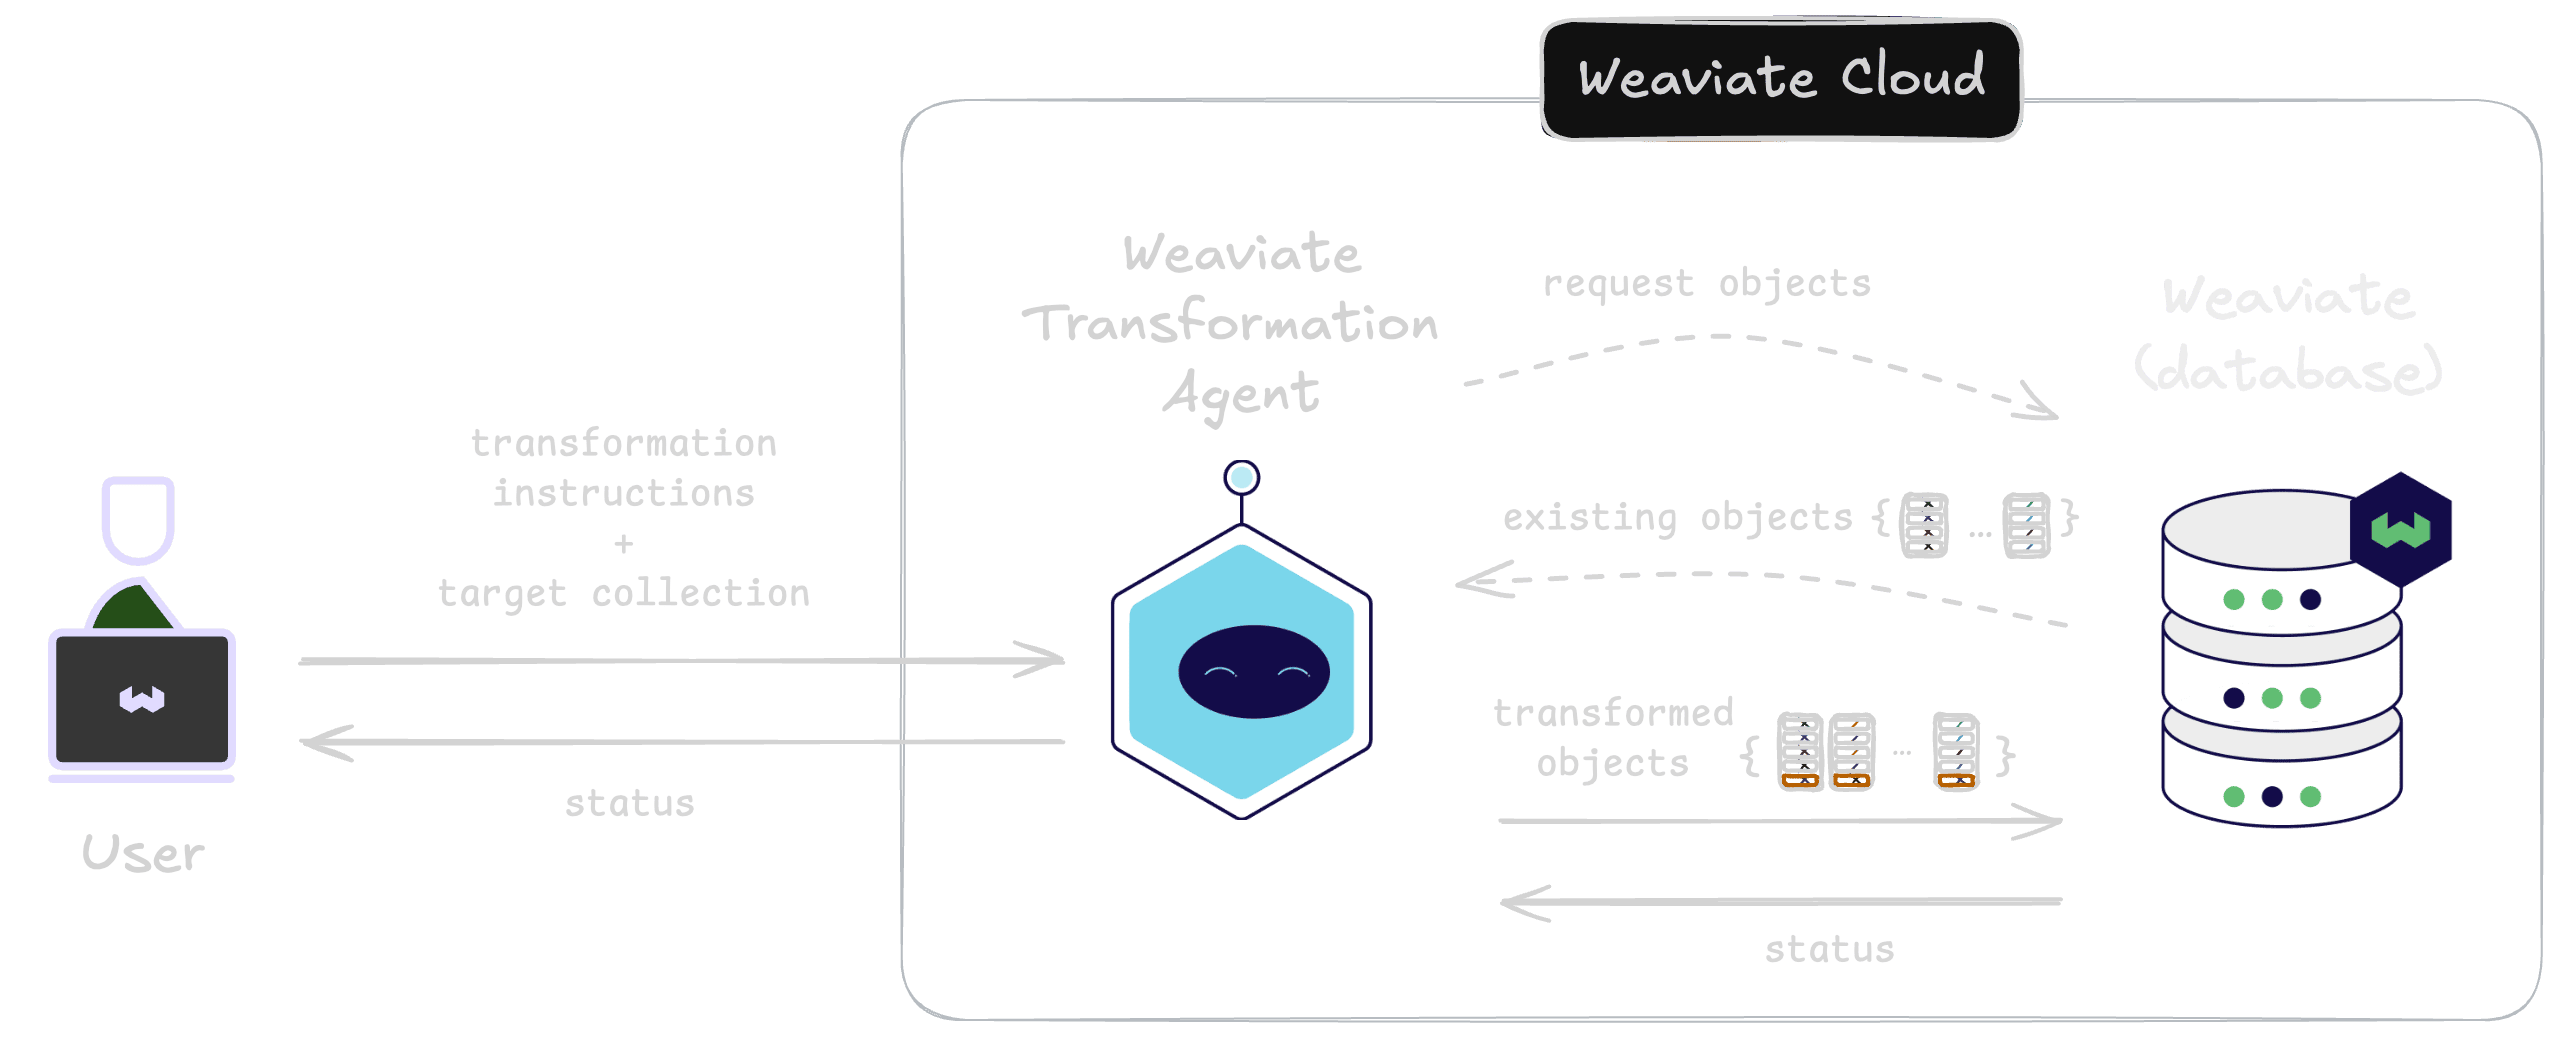 Weaviate Cloud
Weaviate
Transformation
Agent
request objects
Weaviate
(database)
transformation
instructions
+
target collection
existing objects { ... }
transformed
objects { ... }
status
User
status